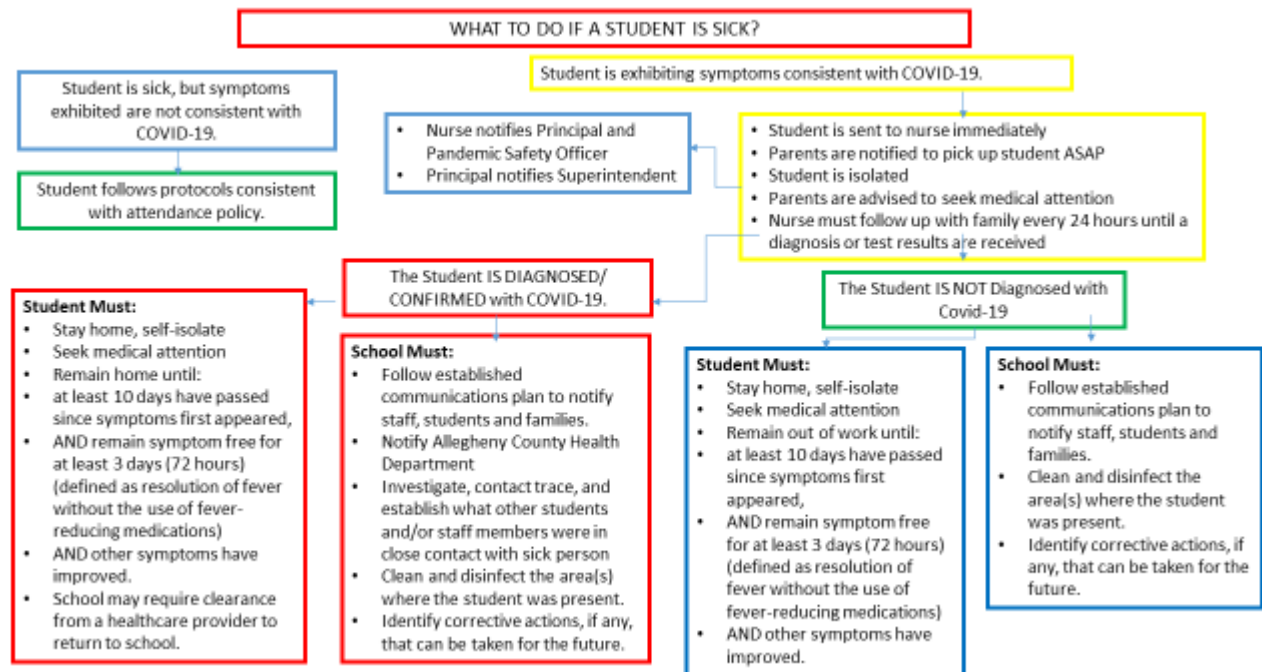 WHAT TO DO IF A STUDENT IS SICK?
Student is sick, but symptoms
exhibited are not consistent with
COVID-19.
Student follows protocols consistent
with attendance policy.
Student is exhibiting symptoms consistent with COVID-19.
• Nurse notifies Principal and
Pandemic Safety Officer
• Principal notifies Superintendent
• Student is sent to nurse immediately
• Parents are notified to pick up student ASAP
• Student is isolated
• Parents are advised to seek medical attention
• Nurse must follow up with family every 24 hours until a
diagnosis or test results are received
The Student IS DIAGNOSED/
CONFIRMED with COVID-19.
The Student IS NOT Diagnosed with
Covid-19
Student Must:
• Stay home, self-isolate
• Seek medical attention
• Remain home until:
• at least 10 days have passed
since symptoms first appeared,
• AND remain symptom free for
at least 3 days (72 hours)
(defined as resolution of fever
without the use of fever-
reducing medications)
• AND other symptoms have
improved.
• School may require clearance
from a healthcare provider to
return to school.
School Must:
• Follow established
communications plan to notify
staff, students and families.
• Notify Allegheny County Health
Department
• Investigate, contact trace, and
establish what other students
and/or staff members were in
close contact with sick person
• Clean and disinfect the area(s)
where the student was present.
• Identify corrective actions, if any,
that can be taken for the future.
Student Must:
• Stay home, self-isolate
• Seek medical attention
• Remain out of work until:
• at least 10 days have passed
since symptoms first
appeared,
• AND remain symptom free
for at least 3 days (72 hours)
(defined as resolution of
fever without the use of
fever-reducing medications)
• AND other symptoms have
improved.
School Must:
• Follow established
communications plan to
notify staff, students and
families.
• Clean and disinfect the
area(s) where the student
was present.
• Identify corrective actions, if
any, that can be taken for the
future.